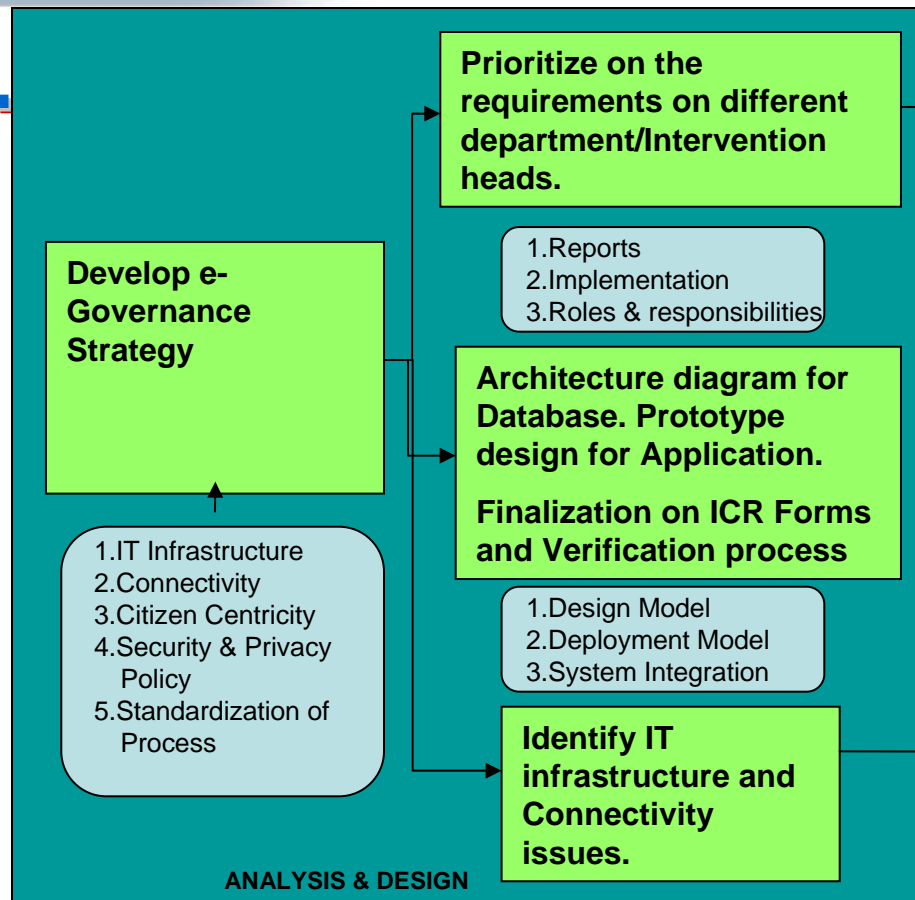 Prioritize on the
requirements on different
department/Intervention
heads.
1.Reports
2.Implementation
3.Roles & responsibilities
Develop e-
Governance
Strategy
Architecture diagram for
Database. Prototype
design for Application.
Finalization on ICR Forms
and Verification process
1.IT Infrastructure
2.Connectivity
3.Citizen Centricity
4.Security & Privacy
Policy
5.Standardization of
Process
1.Design Model
2.Deployment Model
3.System Integration
Identify IT
infrastructure and
Connectivity
issues.
ANALYSIS & DESIGN